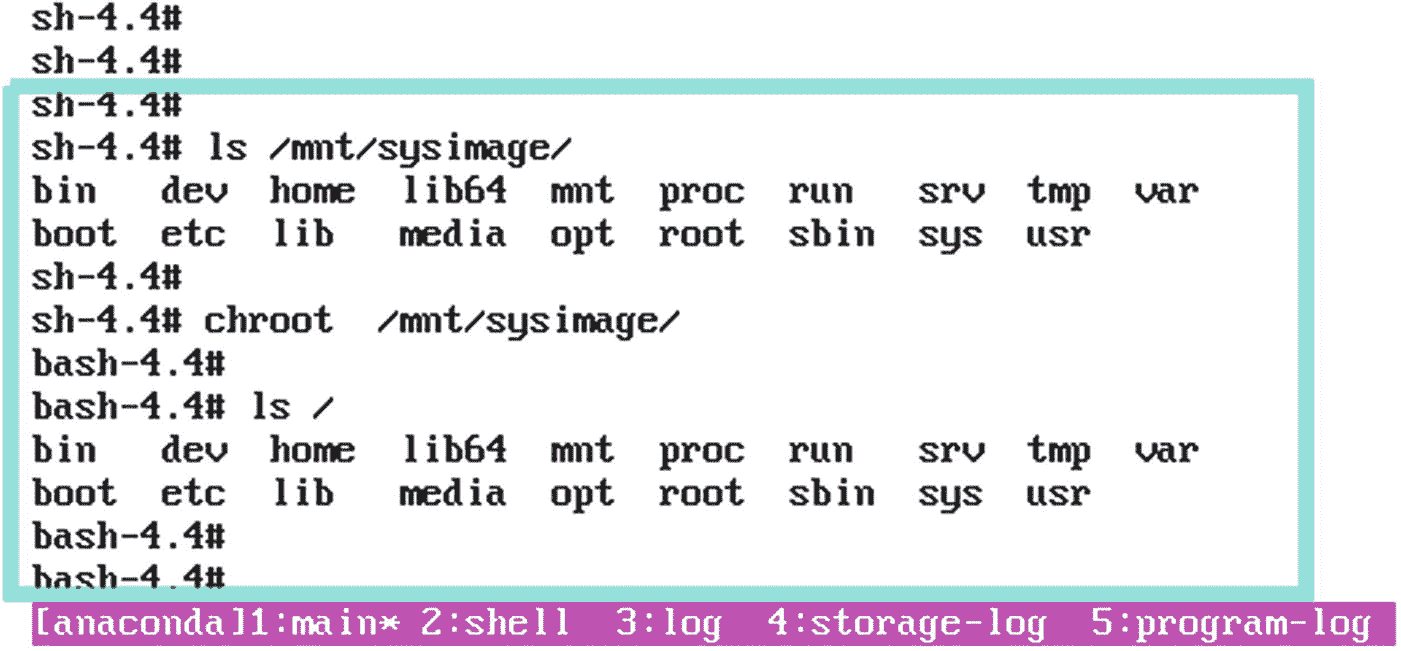 sh-4.4#
sh-4.4#
sh-4.4#
sh-4.4# ls /mnt/sysimage/
bin   dev  home  lib64  mnt  proc  run   srv  tmp  var
boot  etc  lib   media  opt  root  sbin  sys  usr
sh-4.4#
sh-4.4# chroot  /mnt/sysimage/
bash-4.4#
bash-4.4# ls /
bin   dev  home  lib64  mnt  proc  run   srv  tmp  var
boot  etc  lib   media  opt  root  sbin  sys  usr
bash-4.4#
bash-4.4#
[anaconda]1:main* 2:shell  3:log  4:storage-log  5:program-log